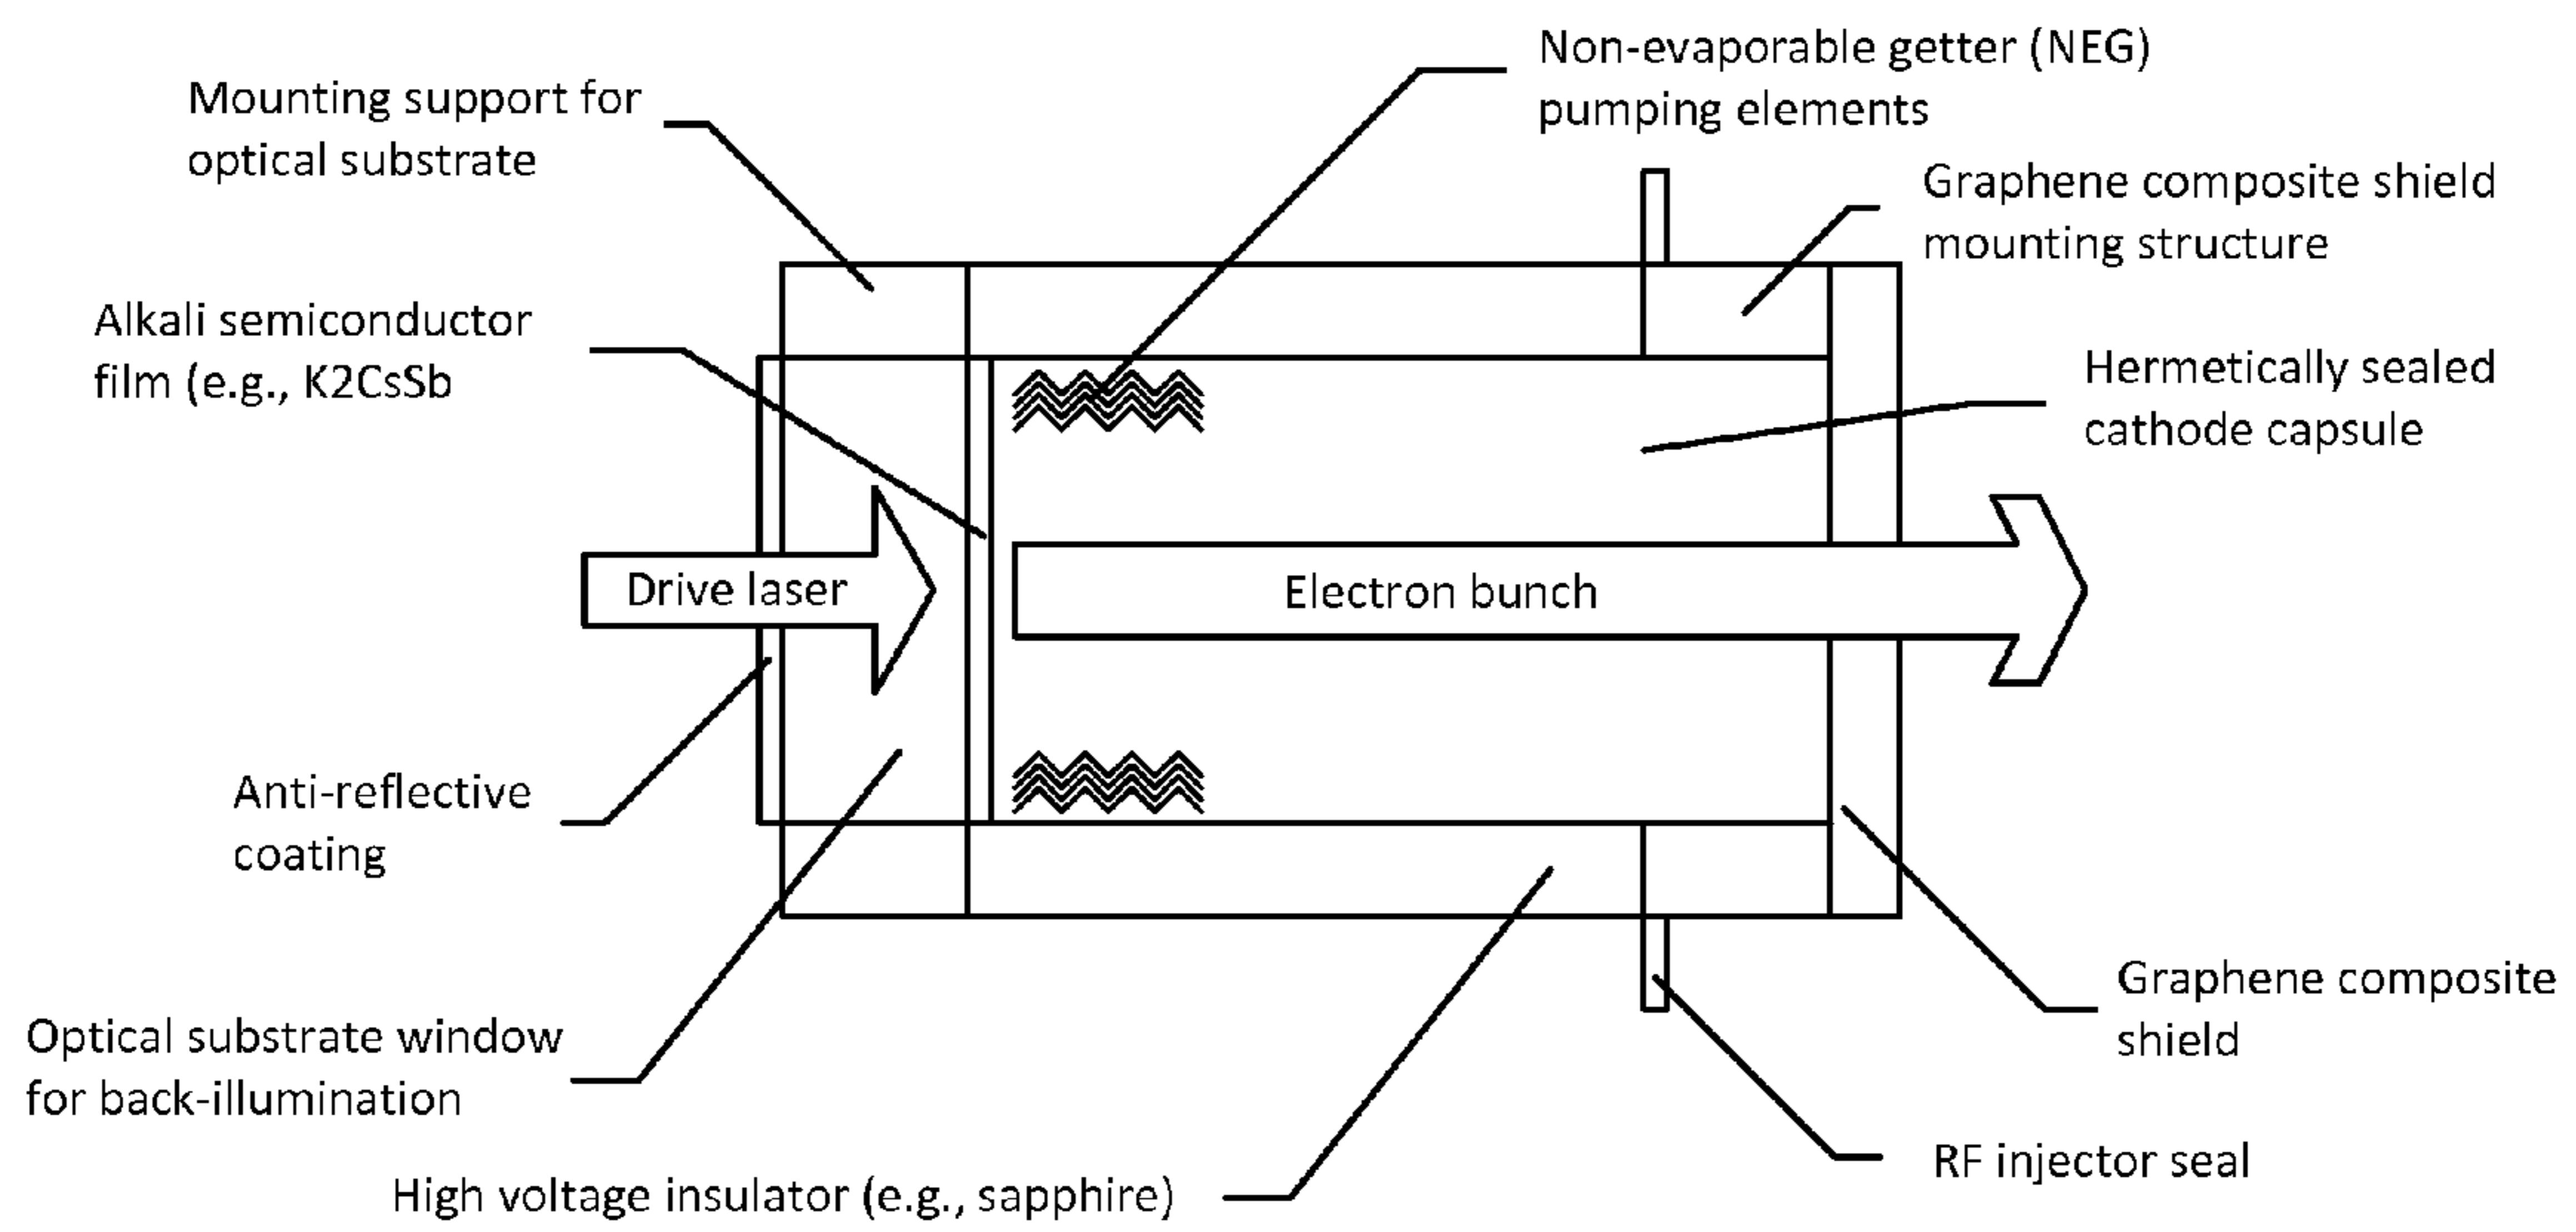 Non-evaporable getter (NEG)
pumping elements
Mounting support for
optical substrate
Graphene composite shield
mounting structure
Alkali semiconductor
film (e.g., K2CsSb
Hermetically sealed
cathode capsule
Drive laser
Electron bunch
Anti-reflective
coating
Graphene composite
shield
Optical substrate window
for back-illumination
RF injector seal
High voltage insulator (e.g., sapphire)